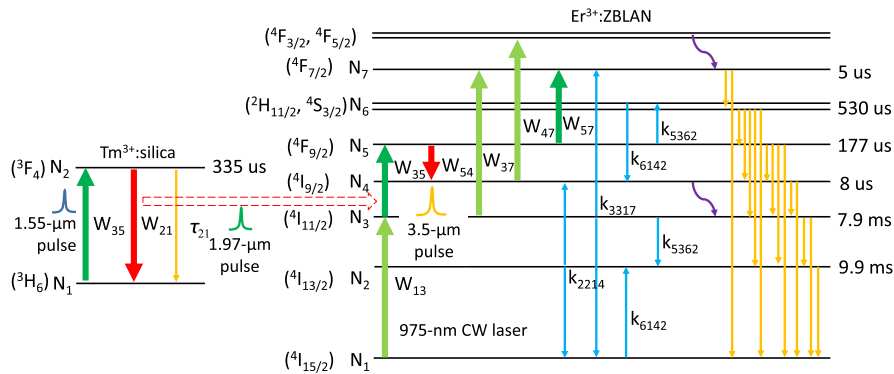 Er³⁺:ZBLAN
(⁴F₃/₂, ⁴F₅/₂)
(⁴F₇/₂) N₇
5 us
(²H₁₁/₂, ⁴S₃/₂) N₆
530 us
W₄₇ W₅₇
k₅₃₆₂
k₆₁₄₂
(⁴F₉/₂) N₅
177 us
W₃₅ W₅₄ W₃₇
(⁴I₉/₂) N₄
8 us
k₃₃₁₇
(⁴I₁₁/₂) N₃
7.9 ms
3.5-μm
pulse
k₅₃₆₂
(⁴I₁₃/₂) N₂
9.9 ms
k₂₂₁₄
W₁₃
k₆₁₄₂
975-nm CW laser
(⁴I₁₅/₂) N₁
Tm³⁺:silica
(³F₄) N₂
335 us
1.55-μm
pulse
W₃₅ W₂₁ τ₂₁
1.97-μm
pulse
(³H₆) N₁